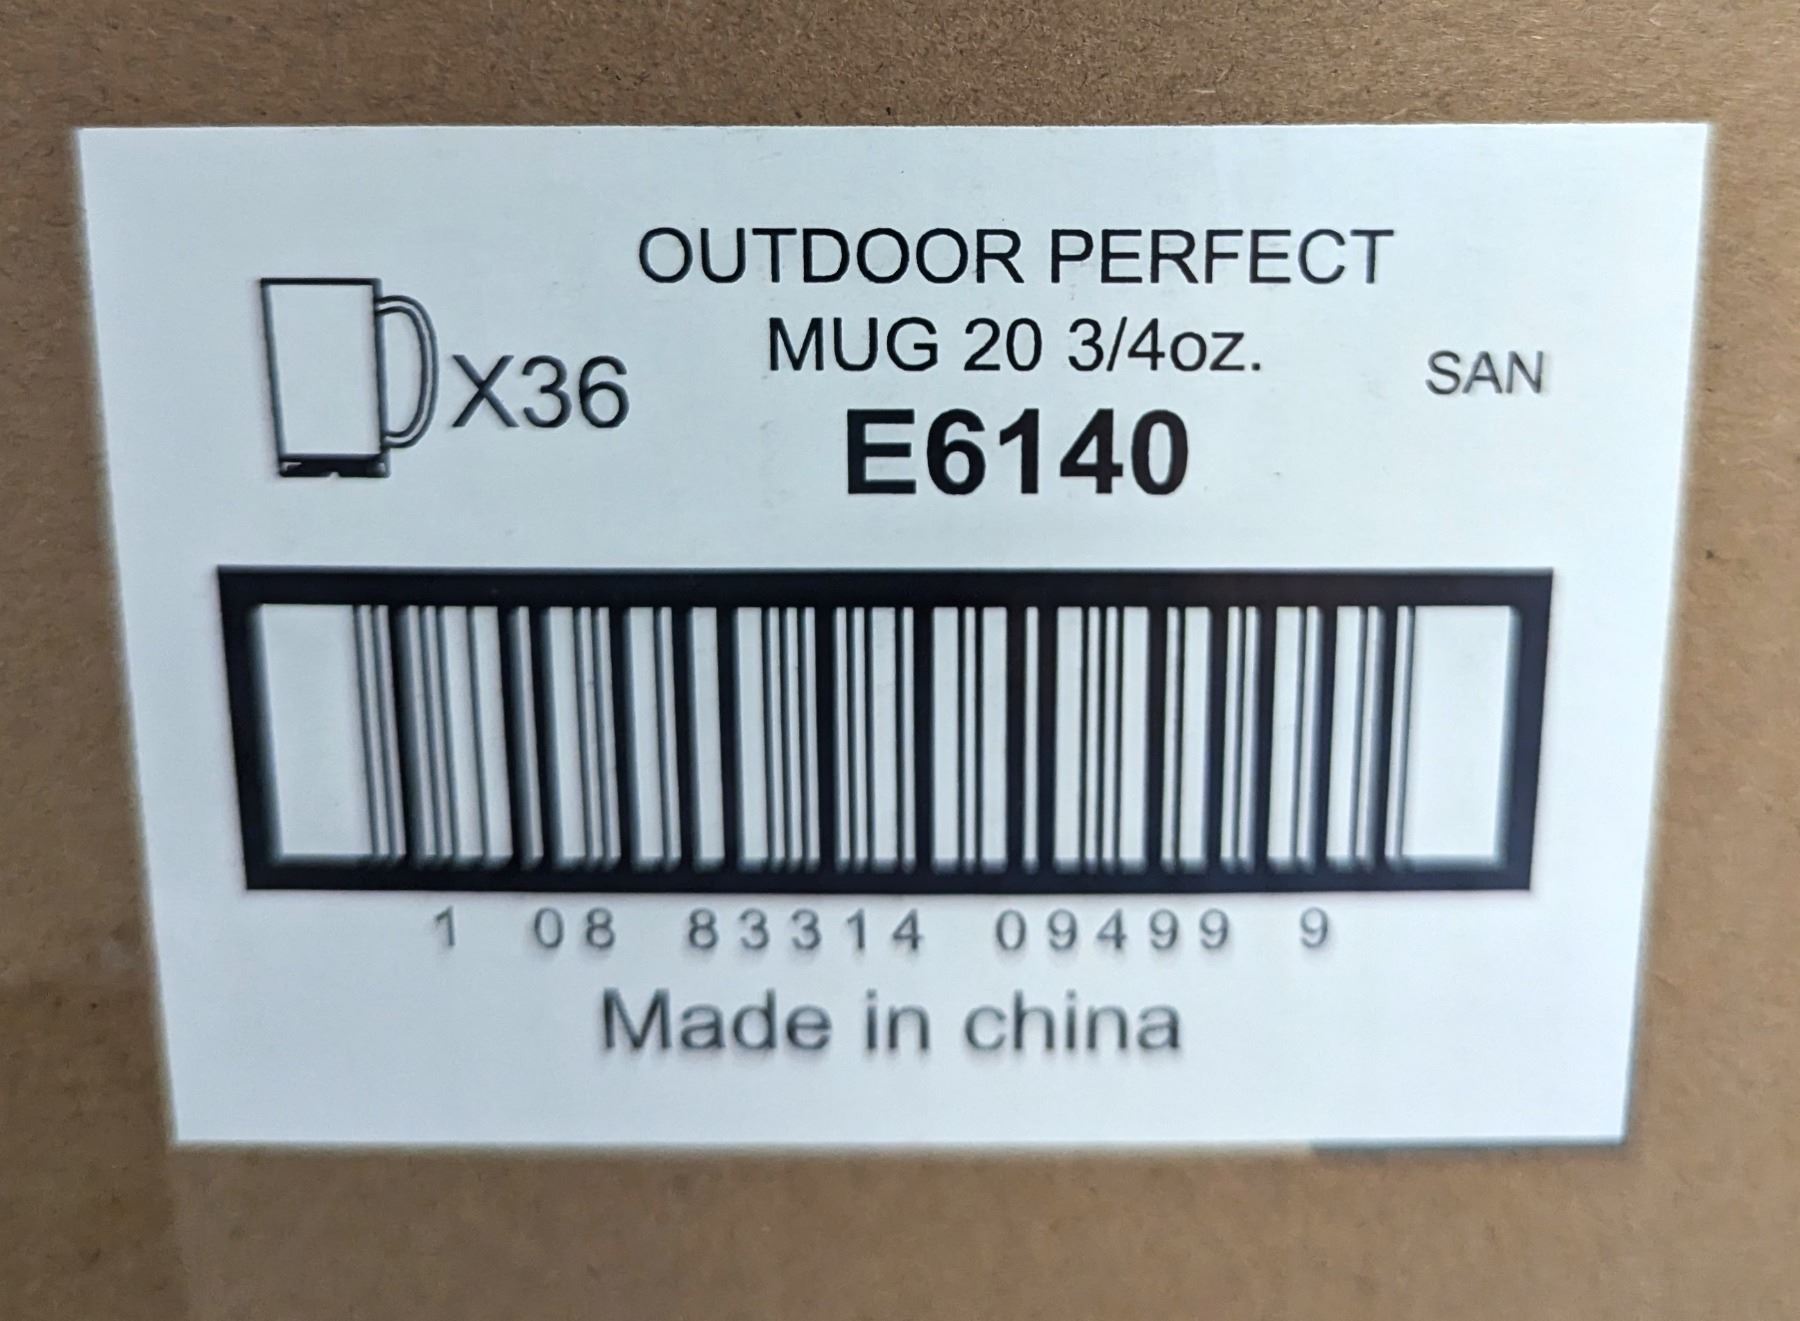 OUTDOOR PERFECT
MUG 20 3/4oz.
X36
SAN
E6140
1 08 83314 09499 9
Made in china